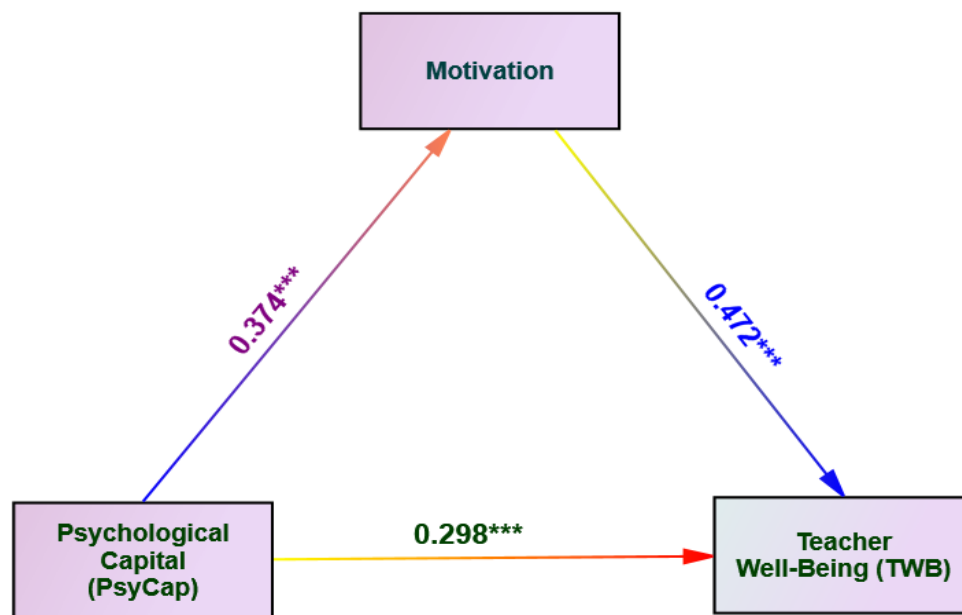 Motivation
0.374***
0.472***
Psychological
Capital
(PsyCap)
0.298***
Teacher
Well-Being (TWB)